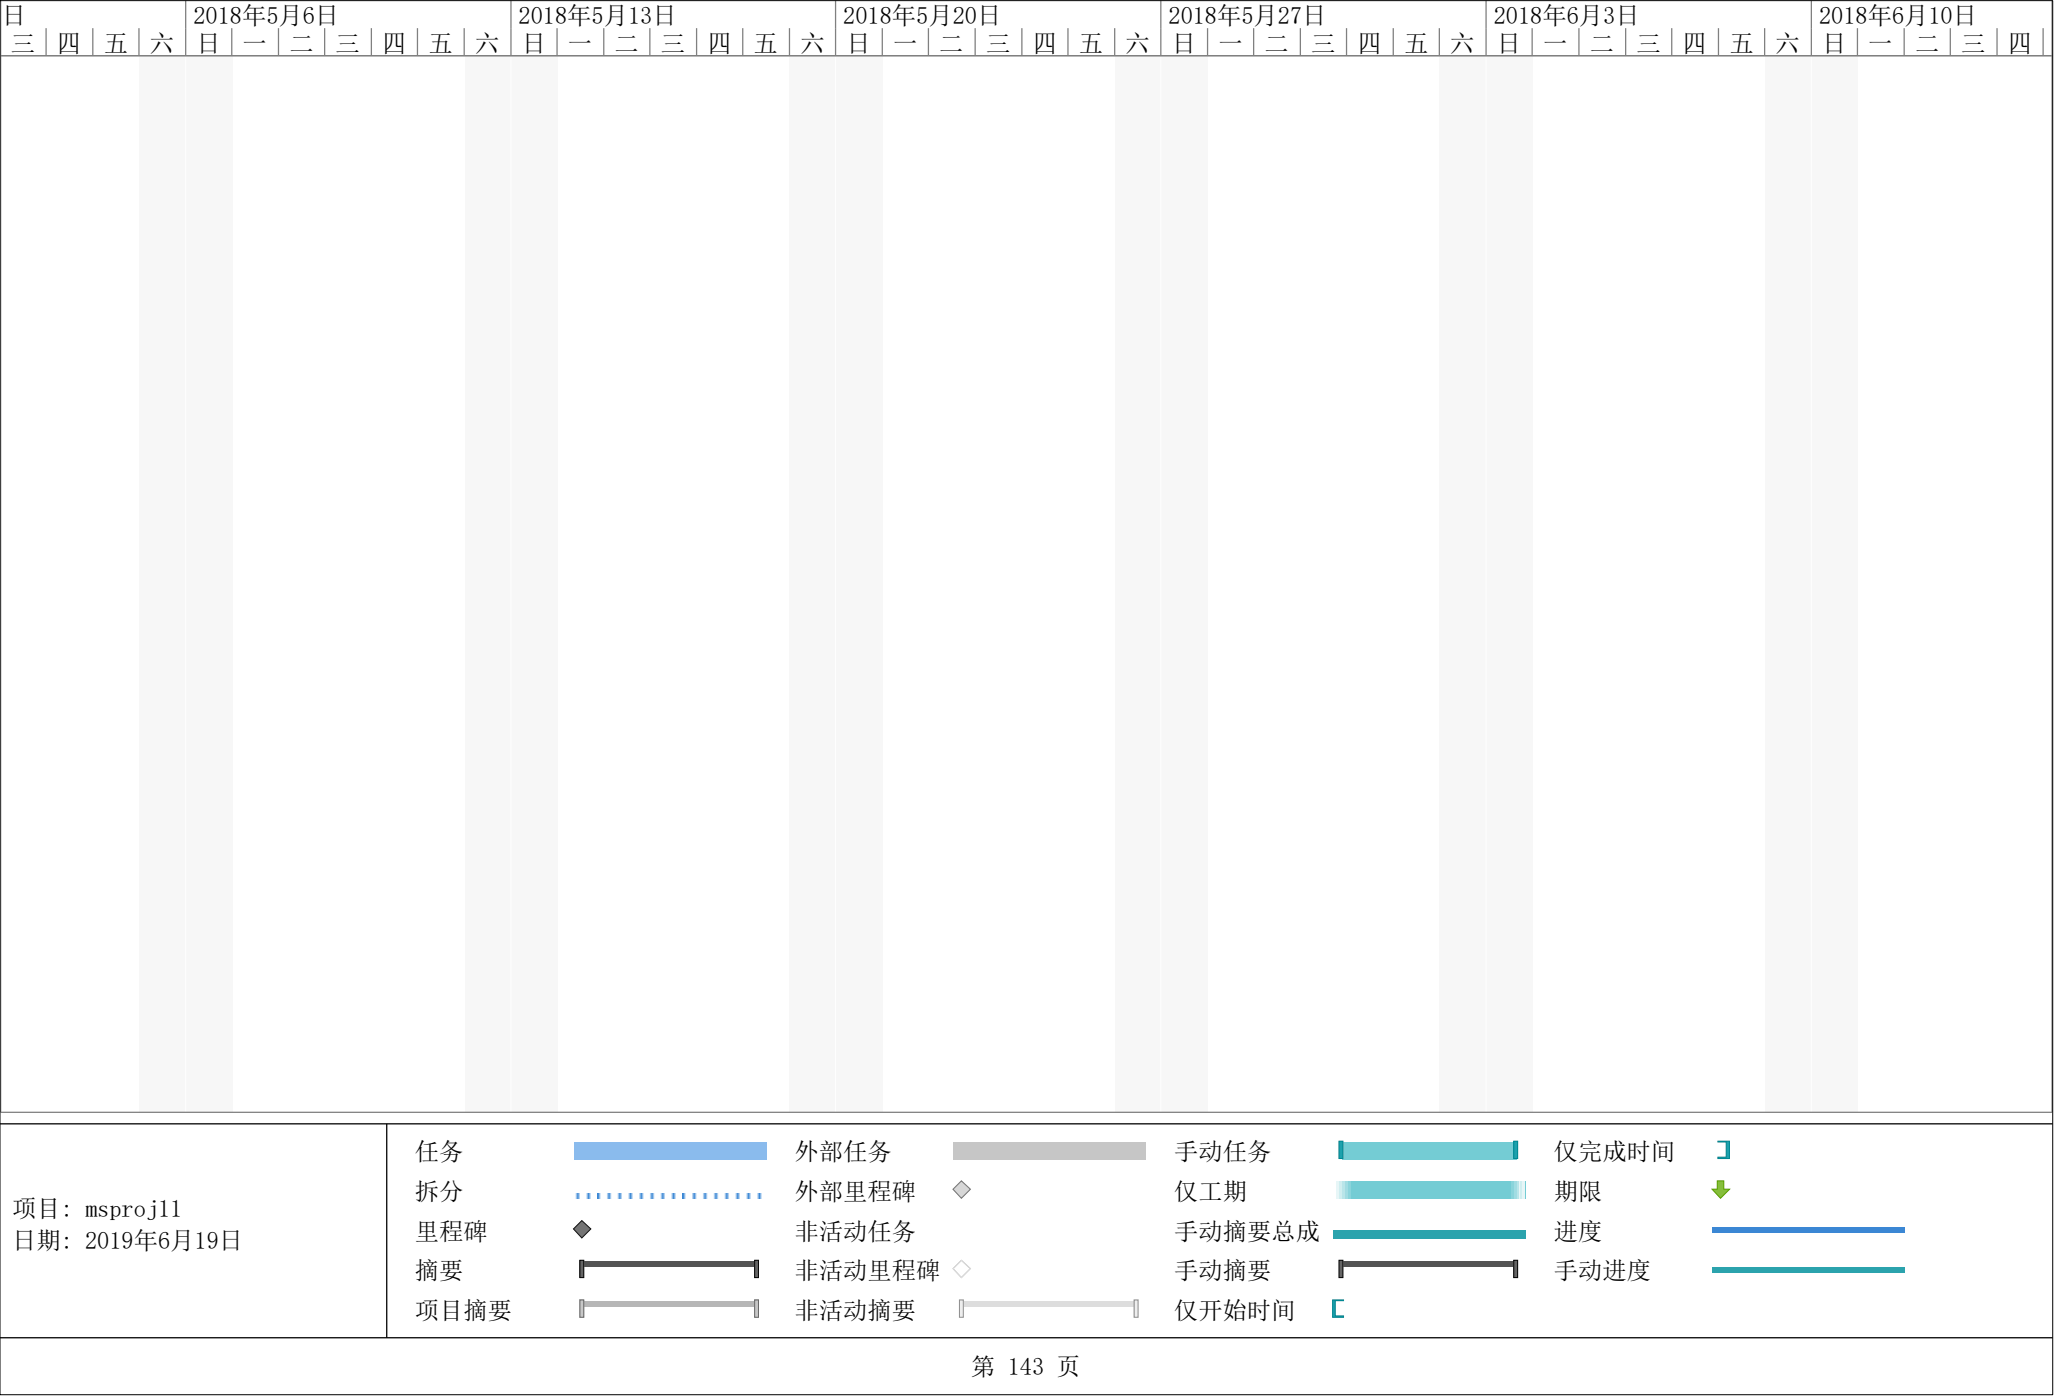 日 2018年5月6日 2018年5月13日 2018年5月20日 2018年5月27日 2018年6月3日 2018年6月10日
三 四 五 六 日 一 二 三 四 五 六 日 一 二 三 四 五 六 日 一 二 三 四 五 六 日 一 二 三 四 五 六 日 一 二 三 四 五 六 日 一 二 三 四
项目: msproj11
日期: 2019年6月19日
任务
拆分
里程碑
摘要
项目摘要
外部任务
外部里程碑
非活动任务
非活动里程碑
非活动摘要
手动任务
仅工期
手动摘要总成
手动摘要
仅开始时间
仅完成时间
期限
进度
手动进度
第 143 页